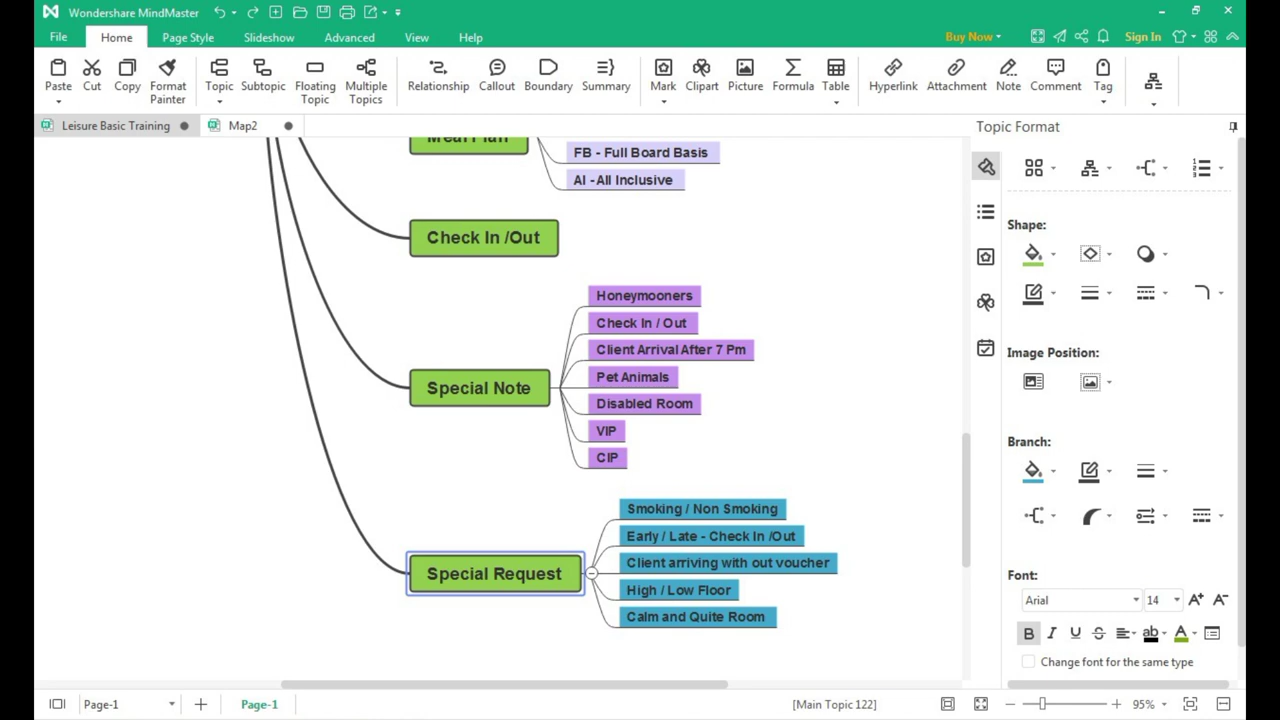 Wondershare MindMaster
File Home Page Style Slideshow Advanced View Help Buy Now Sign In
Paste Cut Copy Format Painter Topic Subtopic Floating Topic Multiple Topics Relationship Callout Boundary Summary Mark Clipart Picture Formula Table Hyperlink Attachment Note Comment Tag
Leisure Basic Training Map2
Topic Format
Meal Plan
FB - Full Board Basis
AI - All Inclusive
Check In /Out
Special Note
Honeymooners
Check In / Out
Client Arrival After 7 Pm
Pet Animals
Disabled Room
VIP
CIP
Special Request
Smoking / Non Smoking
Early / Late - Check In /Out
Client arriving with out voucher
High / Low Floor
Calm and Quite Room
Shape:
Image Position:
Branch:
Font:
Arial 14 A+ A-
B I U S ab A
Change font for the same type
Page-1 Page-1 [Main Topic 122] 95%